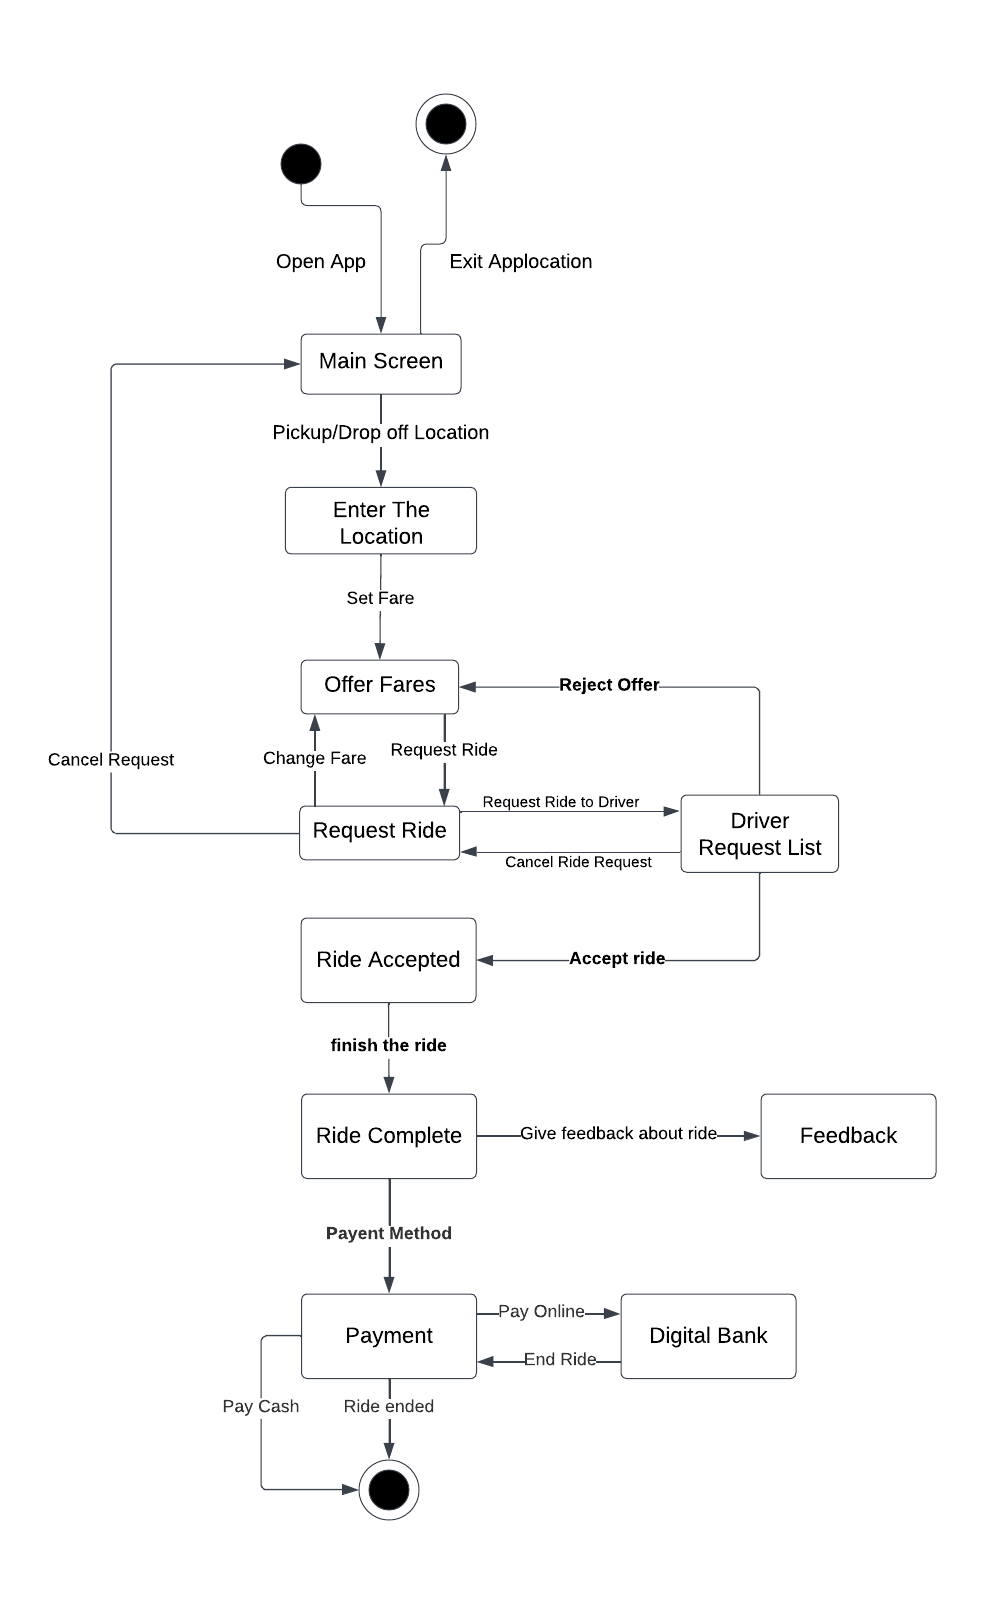 Open App
Exit Applocation
Main Screen
Pickup/Drop off Location
Enter The
Location
Set Fare
Offer Fares
Reject Offer
Cancel Request
Change Fare
Request Ride
Request Ride
Request Ride to Driver
Cancel Ride Request
Driver
Request List
Ride Accepted
Accept ride
finish the ride
Ride Complete
Give feedback about ride
Feedback
Payent Method
Payment
Pay Online
End Ride
Digital Bank
Pay Cash
Ride ended